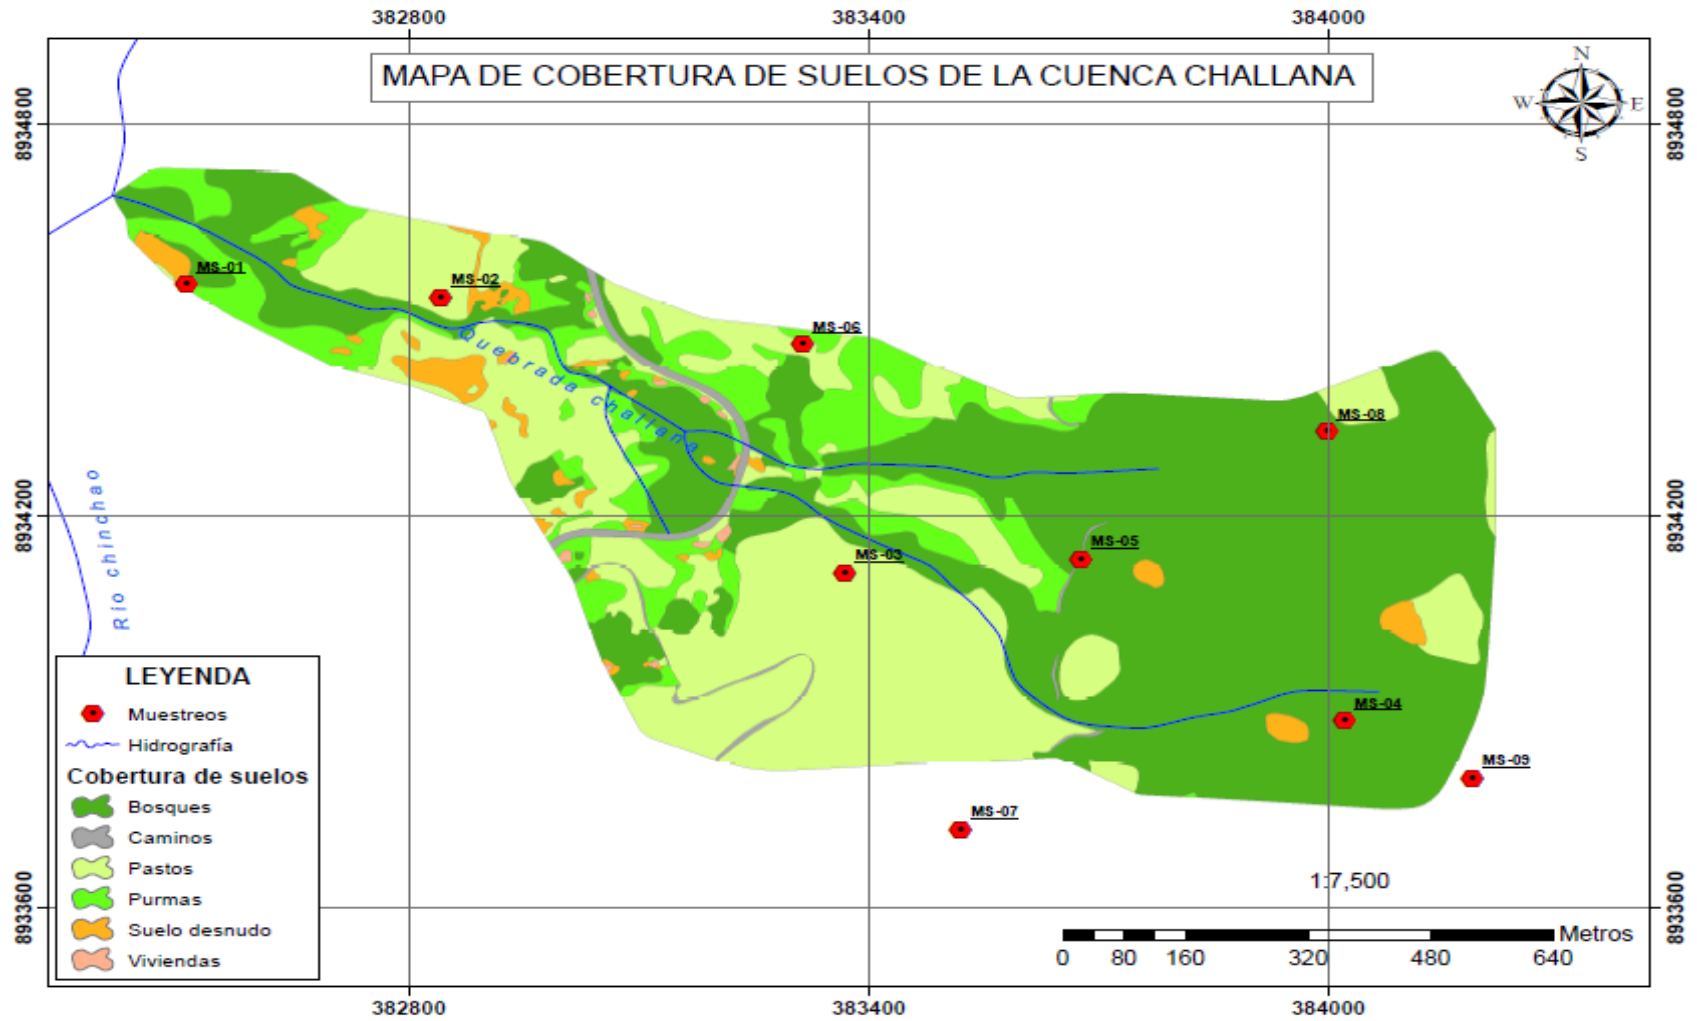 382800 383400 384000
MAPA DE COBERTURA DE SUELOS DE LA CUENCA CHALLANA
N
W E
S
8934800 8934800
MS-01
MS-02
MS-06
Quebrada challana
MS-08
8934200 8934200
MS-03
MS-05
Río chinchao
MS-04
MS-09
MS-07
LEYENDA
Muestreos
Hidrografía
Cobertura de suelos
Bosques
Caminos
Pastos
Purmas
Suelo desnudo
Viviendas
1:7,500
8933600 8933600
Metros
0 80 160 320 480 640
382800 383400 384000